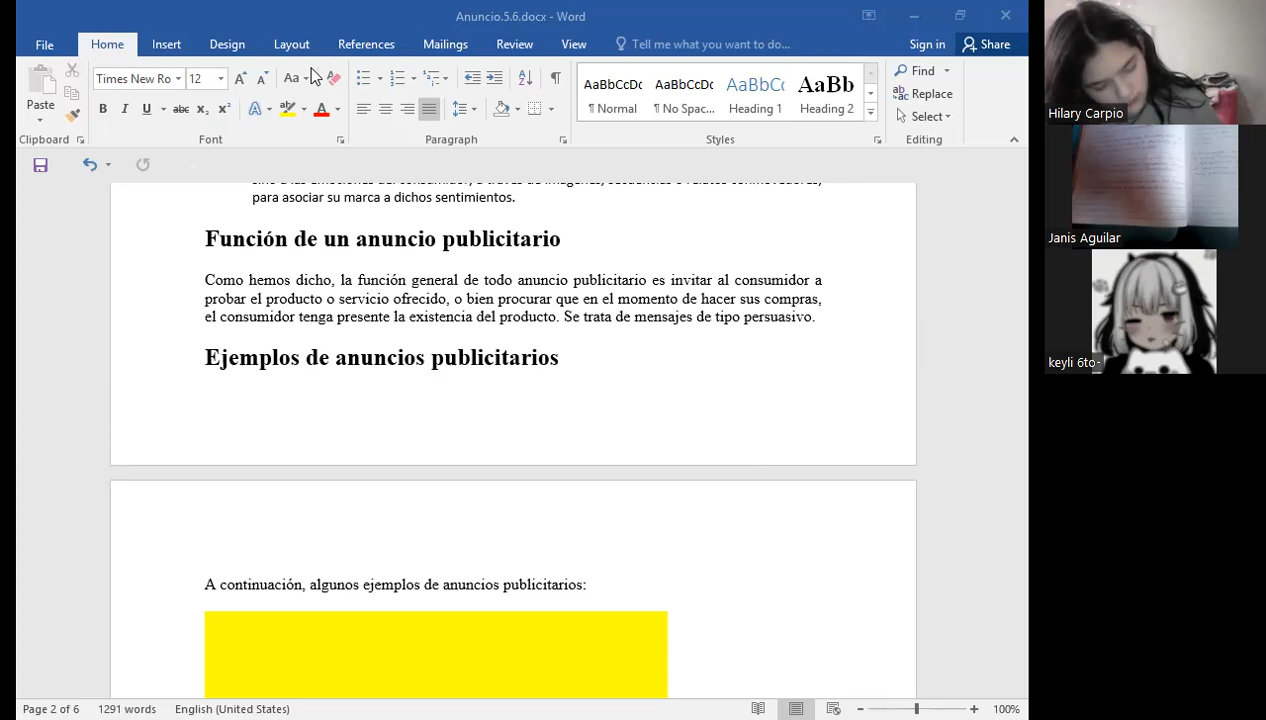 Anuncio.5.6.docx - Word
File Home Insert Design Layout References Mailings Review View Tell me what you want to do... Sign in Share
Paste
Clipboard
Times New Ro 12
Aa
B I U abc X₂ X² A aby A
Font
Paragraph
AaBbCcDc AaBbCcDc AaBbCc AaBb
¶ Normal ¶ No Spac... Heading 1 Heading 2
Styles
Find
Replace
Select
Editing
para asociar su marca a dichos sentimientos.
Función de un anuncio publicitario
Como hemos dicho, la función general de todo anuncio publicitario es invitar al consumidor a
probar el producto o servicio ofrecido, o bien procurar que en el momento de hacer sus compras,
el consumidor tenga presente la existencia del producto. Se trata de mensajes de tipo persuasivo.
Ejemplos de anuncios publicitarios
A continuación, algunos ejemplos de anuncios publicitarios:
Page 2 of 6 1291 words English (United States) 100%
Hilary Carpio
Janis Aguilar
keyli 6to-